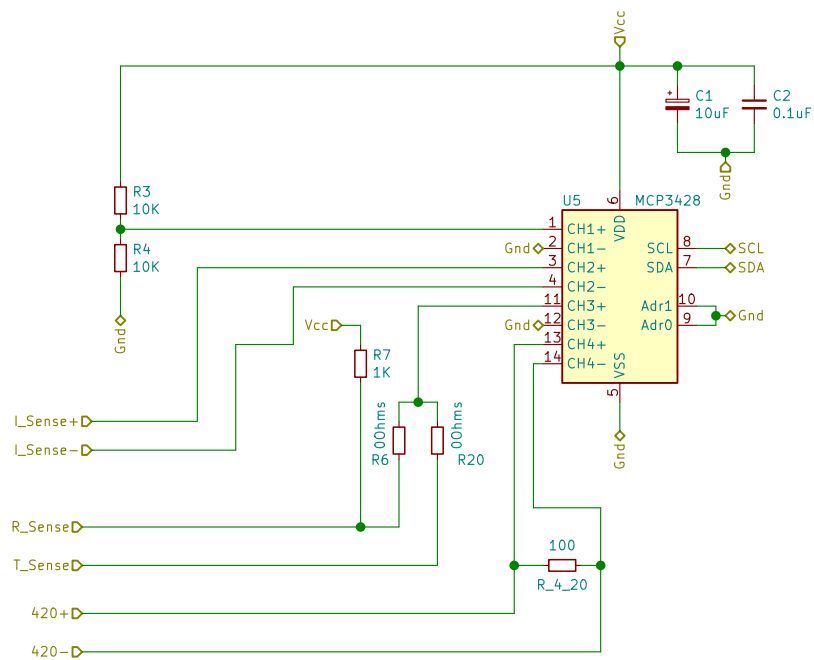 Vcc
+
C1
10uF
C2
0.1uF
Gnd
R3
10K
R4
10K
Gnd
U5
MCP3428
6
VDD
1
CH1+
Gnd
2
CH1-
3
CH2+
4
CH2-
11
CH3+
Gnd
12
CH3-
13
CH4+
14
CH4-
SCL
8
SCL
SDA
7
SDA
Adr1
10
Gnd
Adr0
9
VSS
5
Gnd
Vcc
R7
1K
0Ohms
R6
0Ohms
R20
I_Sense+
I_Sense-
R_Sense
T_Sense
100
R_4_20
420+
420-